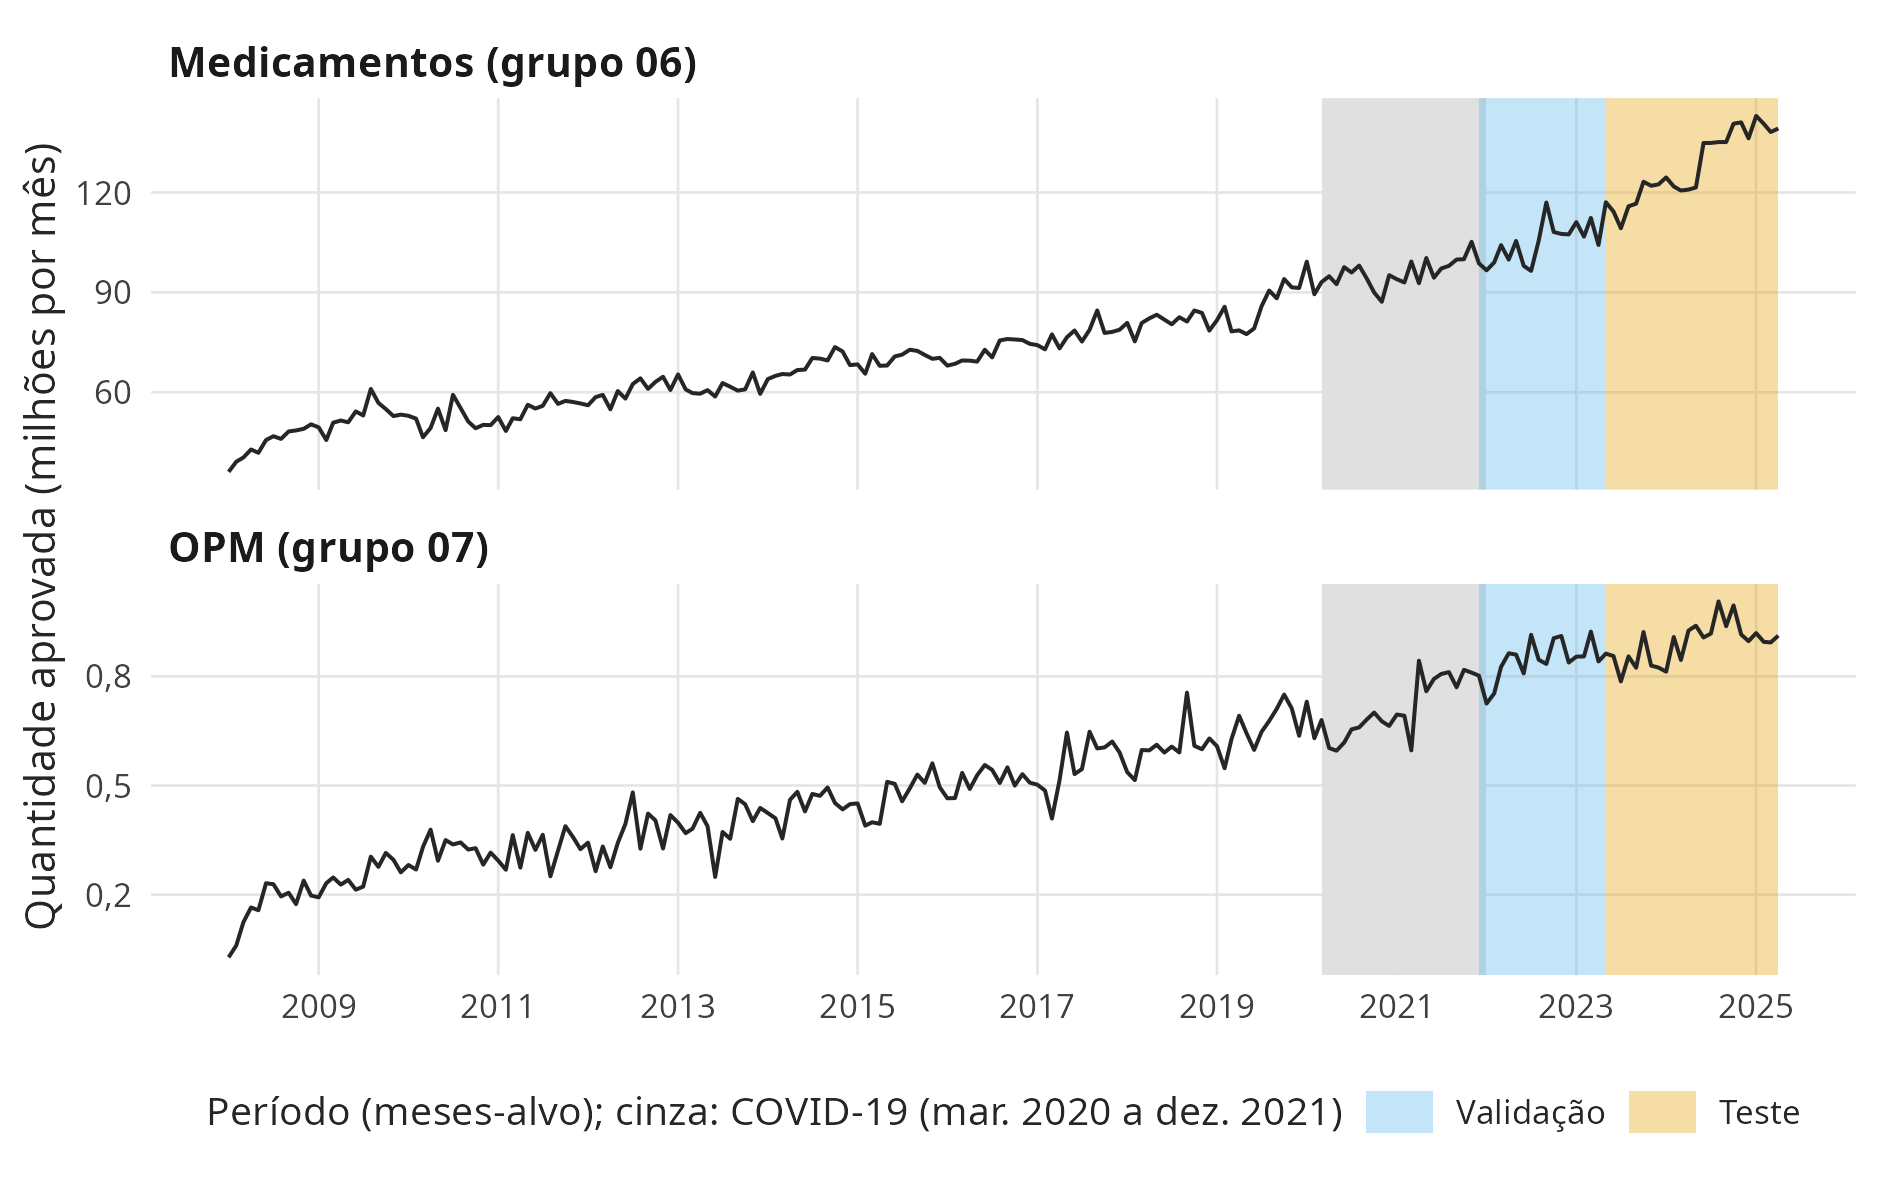 Medicamentos (grupo 06)
Quantidade aprovada (milhões por mês)
120
90
60
OPM (grupo 07)
0,8
0,5
0,2
2009 2011 2013 2015 2017 2019 2021 2023 2025
Período (meses-alvo); cinza: COVID-19 (mar. 2020 a dez. 2021) Validação Teste